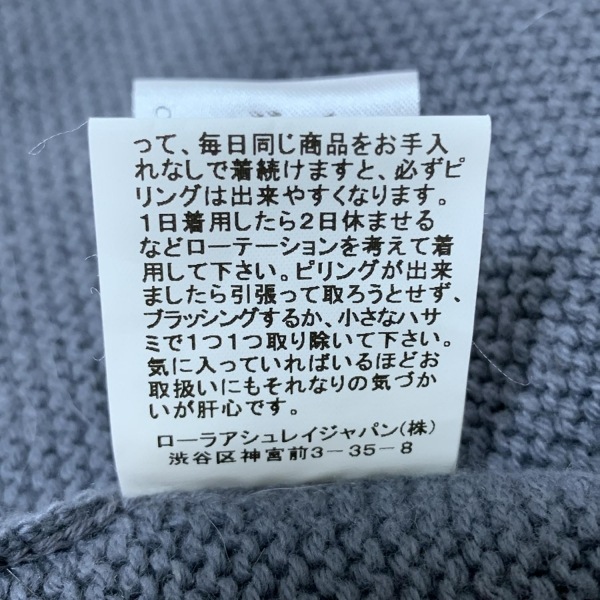 って、毎日同じ商品をお手入
れなしで着続けますと、必ずピ
リングは出来やすくなります。
1日着用したら2日休ませる
などローテーションを考えて着
用して下さい。ピリングが出来
ましたら引張って取ろうとせず、
ブラッシングするか、小さなハサ
ミで1つ1つ取り除いて下さい。
気に入っていればいるほどお
取扱いにもそれなりの気づか
いが肝心です。
ローラアシュレイジャパン(株)
渋谷区神宮前3-35-8